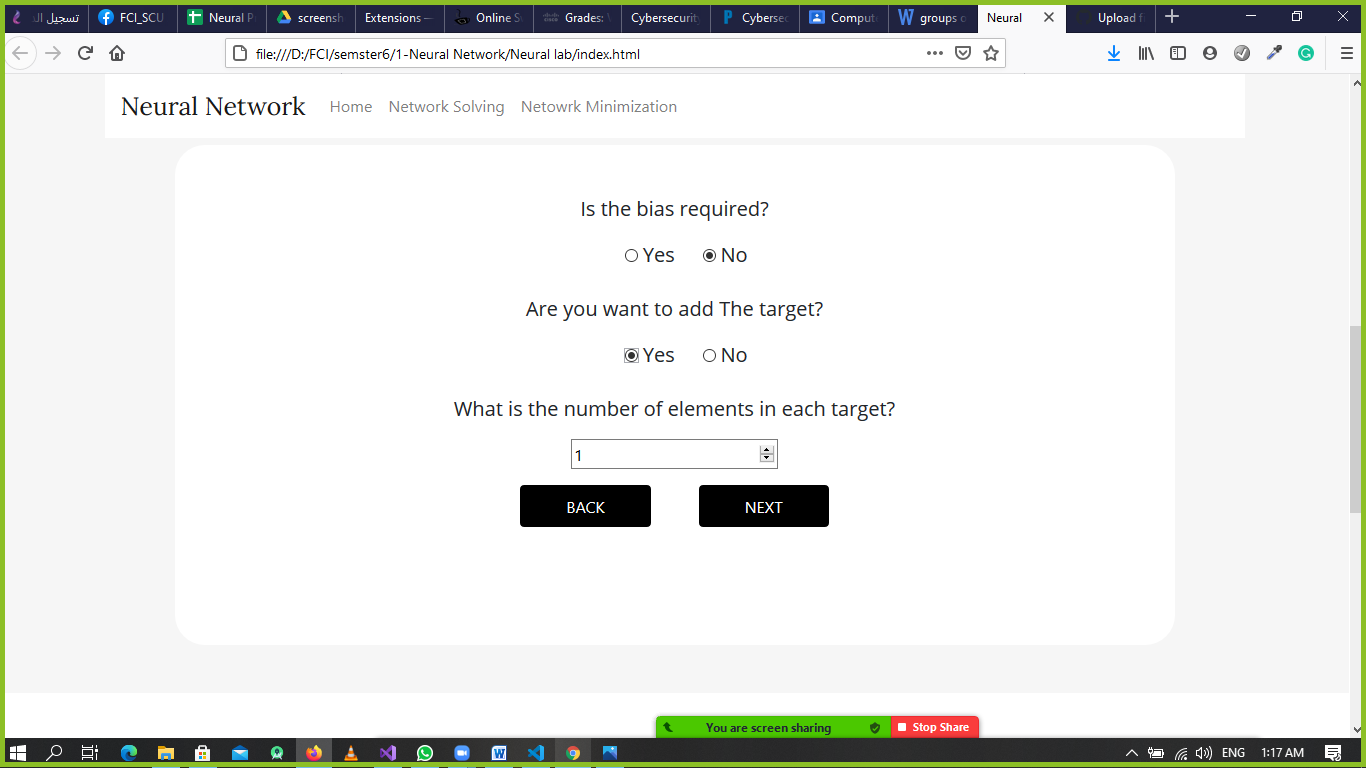 تسجيل ال
FCI_SCU
Neural P
screensh
Extensions —
Online S
Grades:
Cybersecurity
Cybersec
Comput
groups o
Neural
Upload f
file:///D:/FCI/semster6/1-Neural Network/Neural lab/index.html
Neural Network Home Network Solving Netowrk Minimization
Is the bias required?
Yes No
Are you want to add The target?
Yes No
What is the number of elements in each target?
1
BACK NEXT
You are screen sharing Stop Share
ENG 1:17 AM